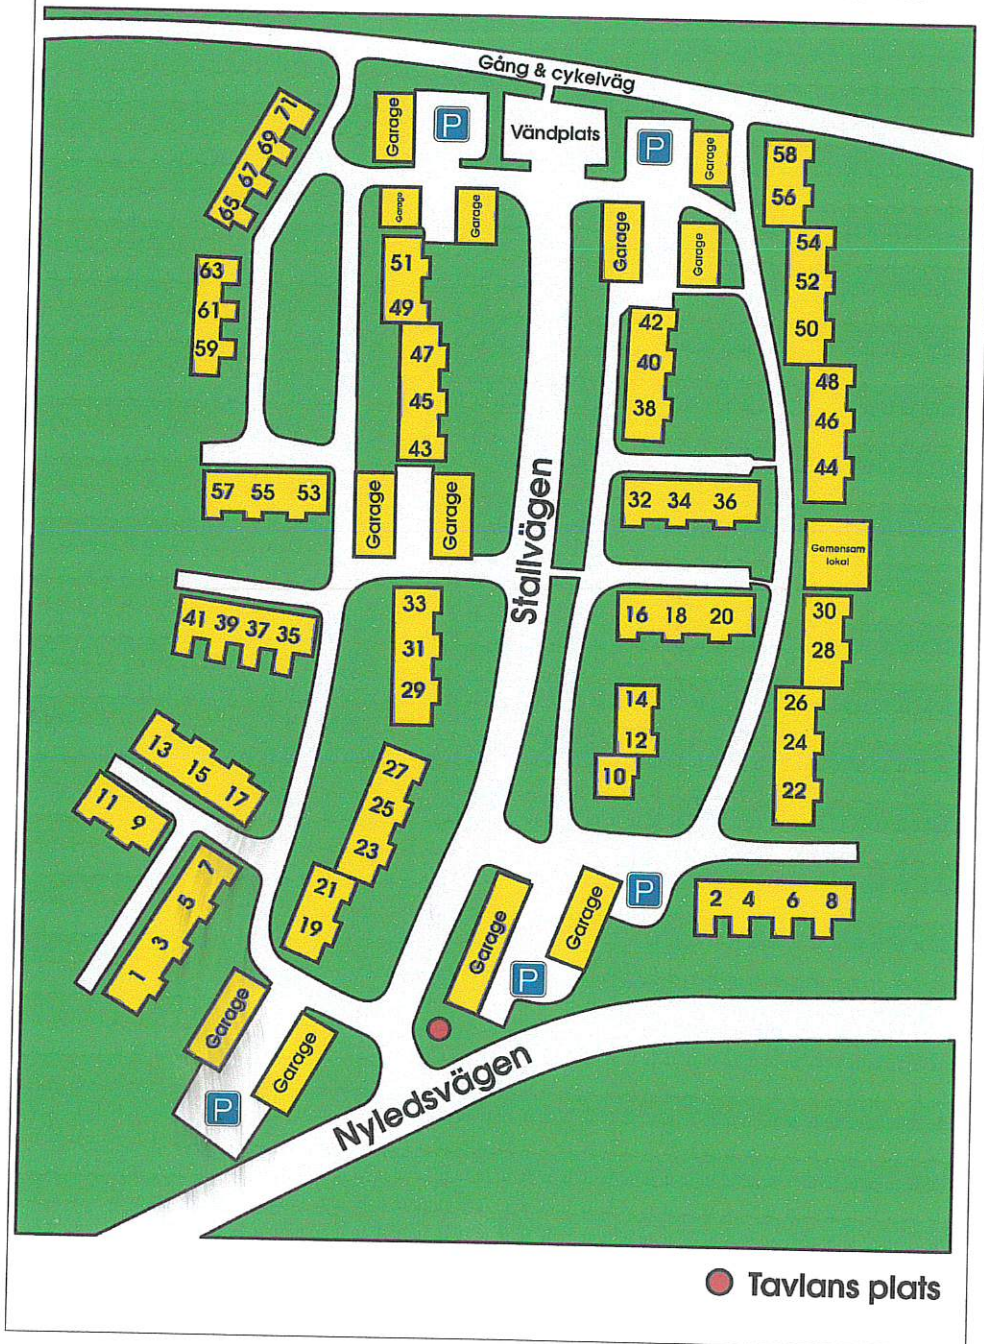 Gång & cykelväg
71
69
67
65
Garage
P
Vändplats
P
Garage
58
56
Garage
Garage
Garage
Garage
54
52
50
63
61
59
51
49
47
45
43
42
40
38
48
46
44
57 55 53
Garage
Garage
Stallvägen
32 34 36
Gemensam
lokal
41 39 37 35
33
31
29
16 18 20
30
28
26
24
22
14
12
10
13 15 17
11 9
27
25
23
21
19
7
5
3
1
Garage
Garage
P
2 4 6 8
P
Garage
Garage
P
Nyledsvägen
Tavlans plats